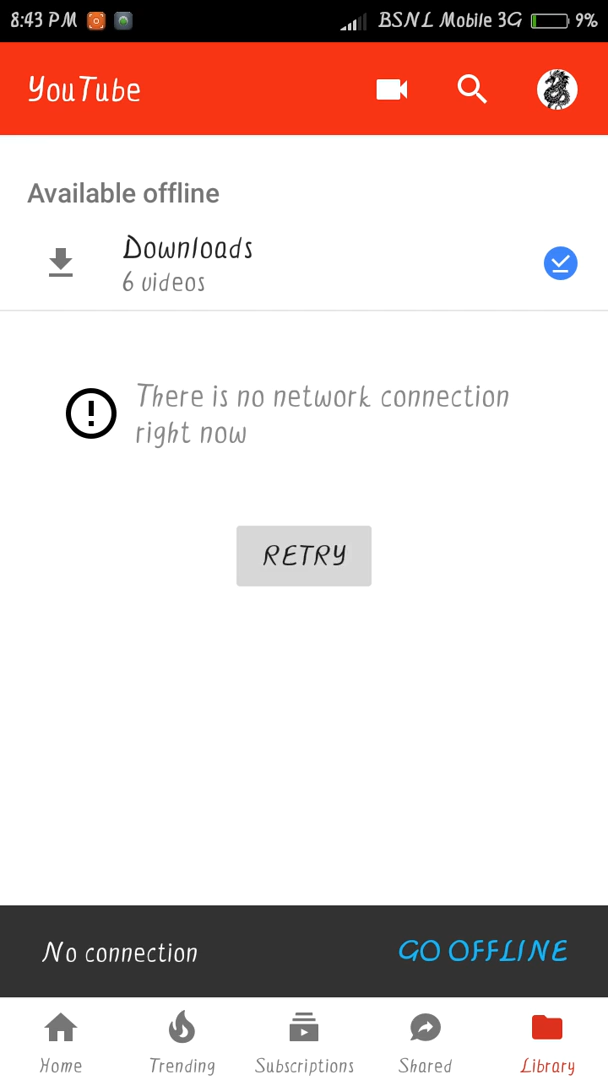 8:43 PM BSNL Mobile 3G 9%
YouTube
Available offline
Downloads
6 videos
There is no network connection
right now
RETRY
No connection GO OFFLINE
Home Trending Subscriptions Shared Library